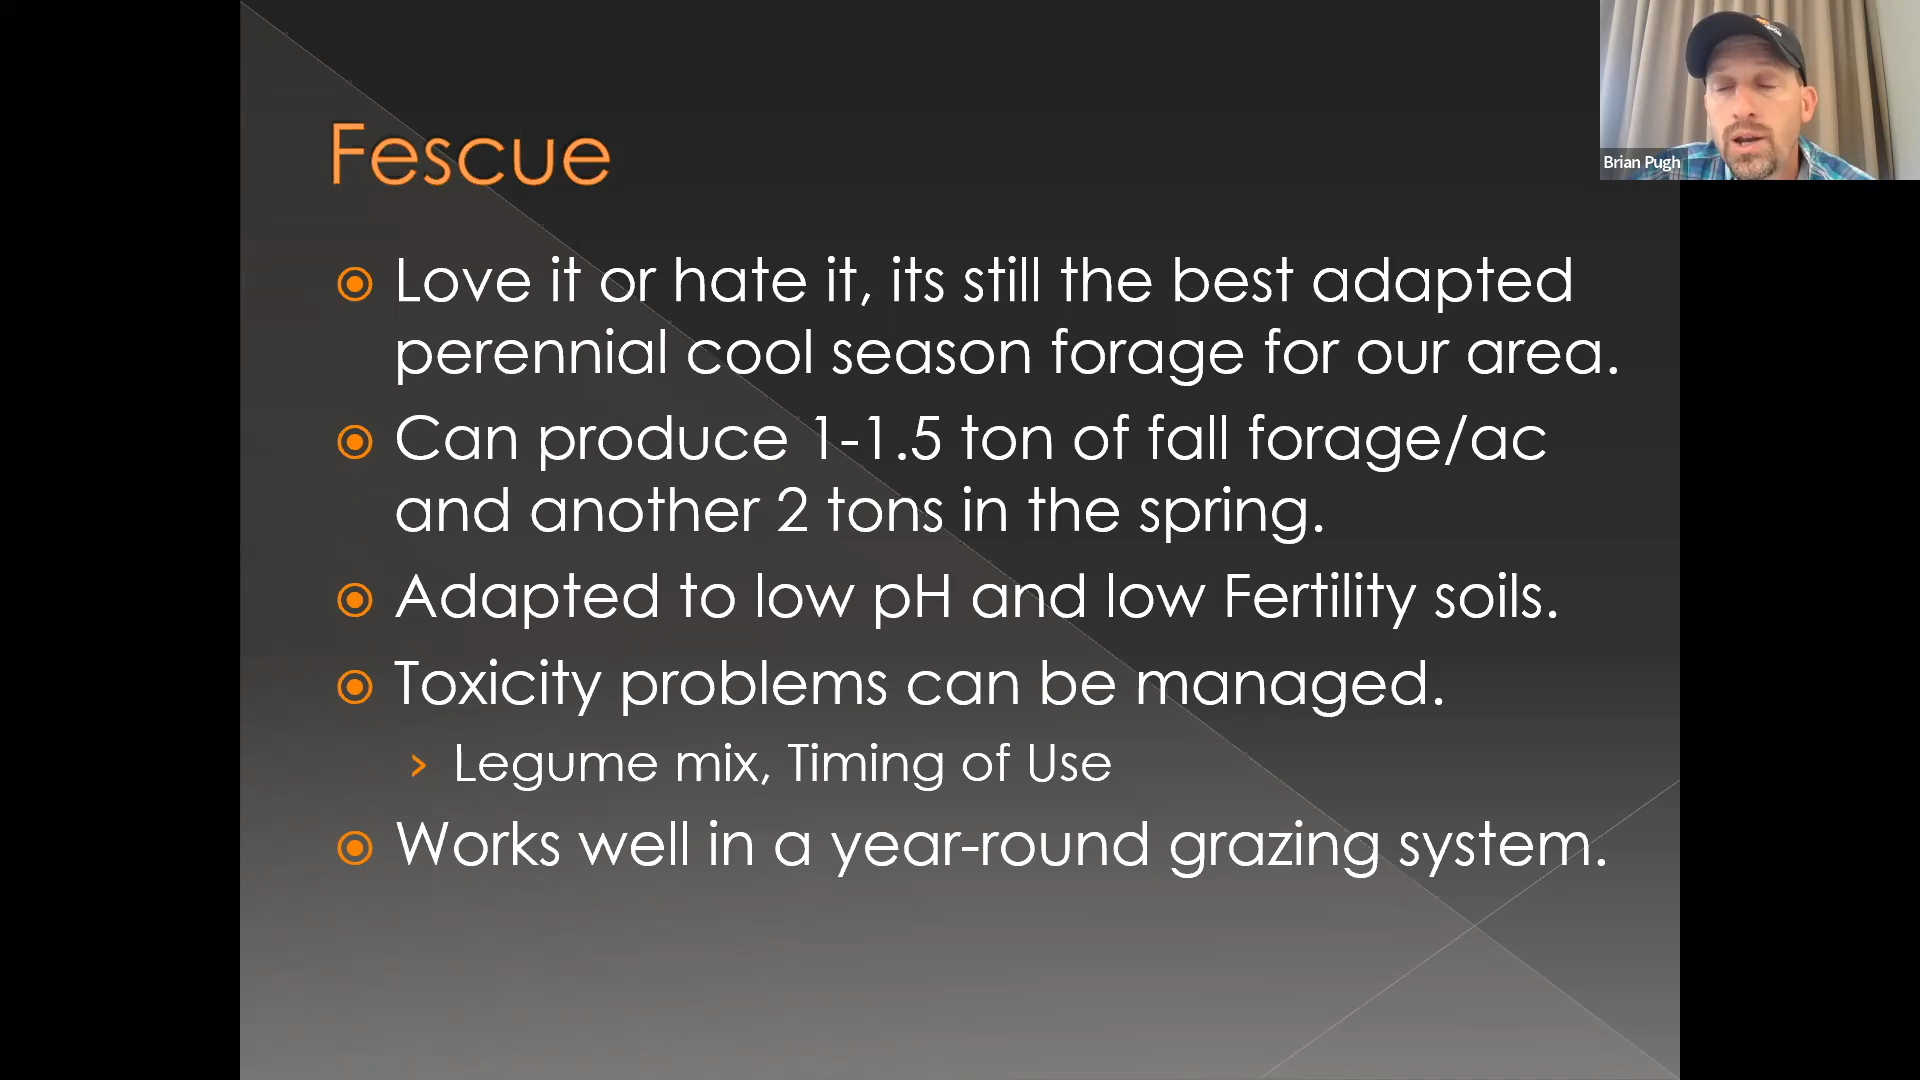 Fescue
Love it or hate it, its still the best adapted
perennial cool season forage for our area.
Can produce 1-1.5 ton of fall forage/ac
and another 2 tons in the spring.
Adapted to low pH and low Fertility soils.
Toxicity problems can be managed.
Legume mix, Timing of Use
Works well in a year-round grazing system.
Brian Pugh